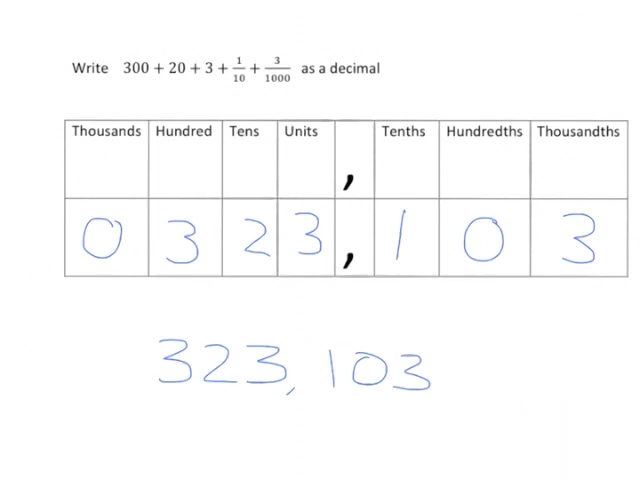 Write 300 + 20 + 3 + 1/10 + 3/1000 as a decimal
Thousands Hundred Tens Units , Tenths Hundredths Thousandths
0 3 2 3 , 1 0 3
323,103